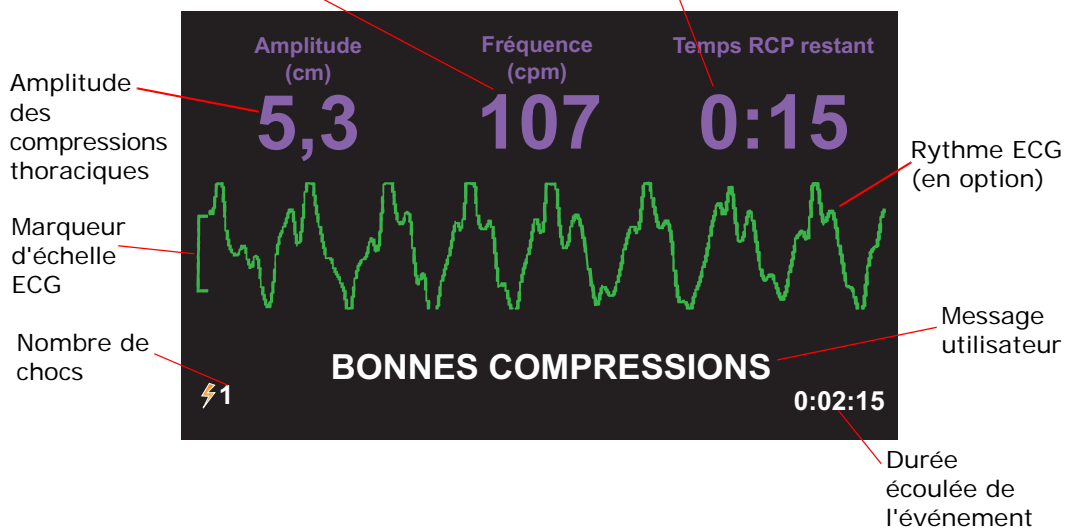 Amplitude
(cm)
Fréquence
(cpm)
Temps RCP restant
5,3
107
0:15
Amplitude
des
compressions
thoraciques
Rythme ECG
(en option)
Marqueur
d'échelle
ECG
Message
utilisateur
Nombre de
chocs
BONNES COMPRESSIONS
1
0:02:15
Durée
écoulée de
l'événement